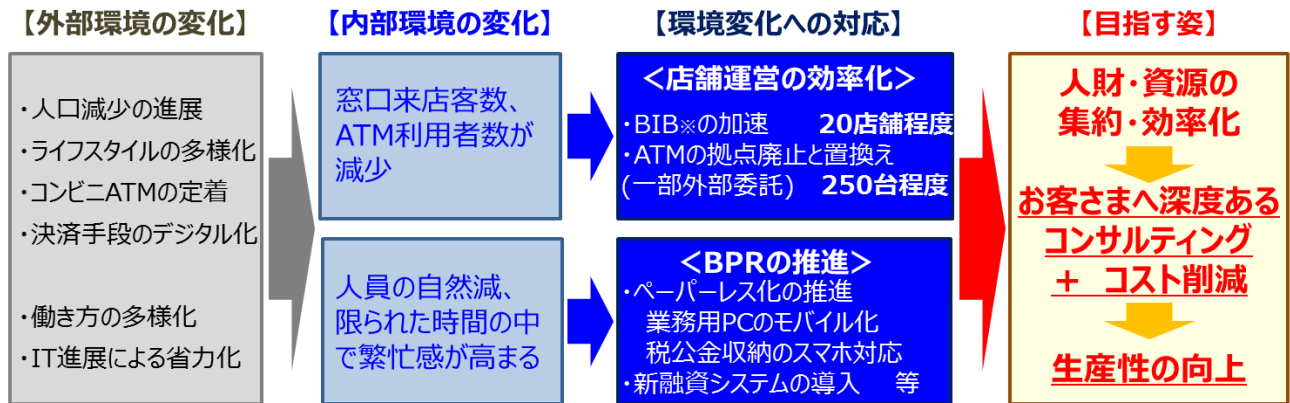 【外部環境の変化】
・人口減少の進展
・ライフスタイルの多様化
・コンビニATMの定着
・決済手段のデジタル化
・働き方の多様化
・IT進展による省力化
【内部環境の変化】
窓口来店客数、
ATM利用者数が
減少
人員の自然減、
限られた時間の中
で繁忙感が高まる
【環境変化への対応】
＜店舗運営の効率化＞
・BIB※の加速　20店舗程度
・ATMの拠点廃止と置換え
(一部外部委託)　250台程度
＜BPRの推進＞
・ペーパーレス化の推進
業務用PCのモバイル化
税公金収納のスマホ対応
・新融資システムの導入　等
【目指す姿】
人財・資源の
集約・効率化
お客さまへ深度ある
コンサルティング
＋ コスト削減
生産性の向上